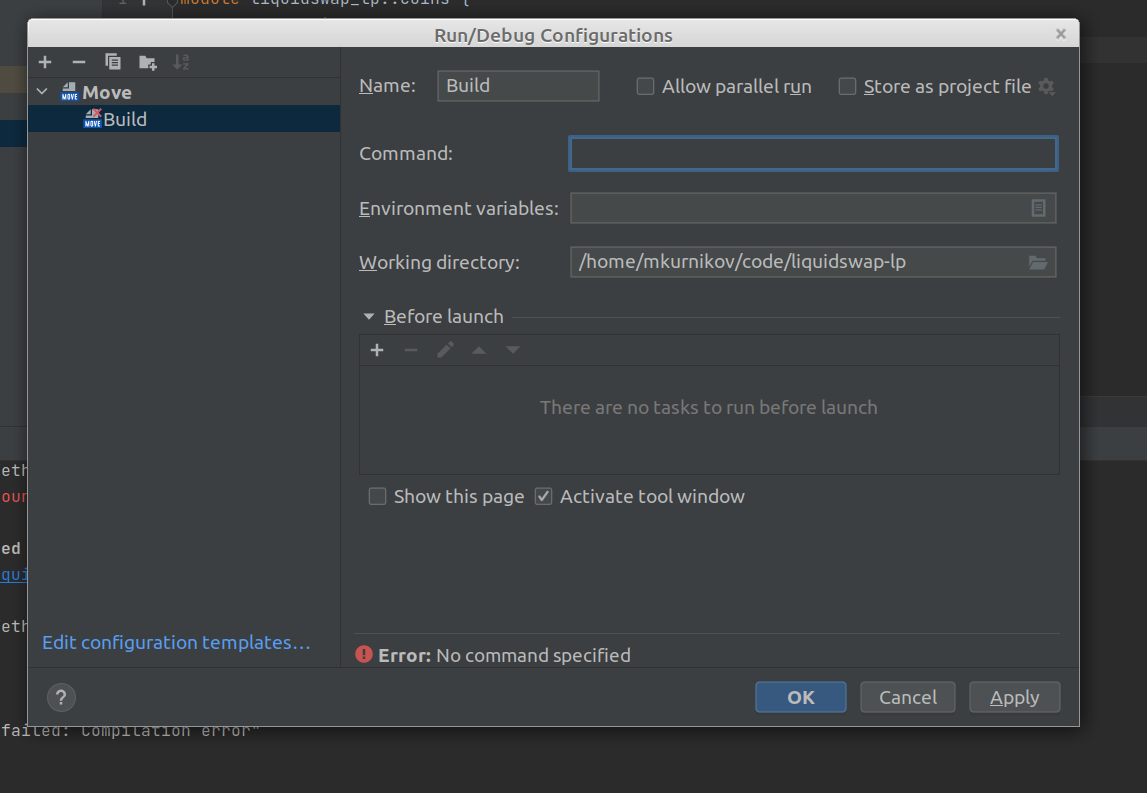 1 module liquidswap_lp::coins {
Run/Debug Configurations
Move
MOVE
Build
MOVE
Name: Build Allow parallel run Store as project file
Command:
Environment variables:
Working directory: /home/mkurnikov/code/liquidswap-lp
Before launch
There are no tasks to run before launch
Show this page Activate tool window
eth
our
ed
qui
eth
Edit configuration templates...
Error: No command specified
? OK Cancel Apply
failed: Compilation error"